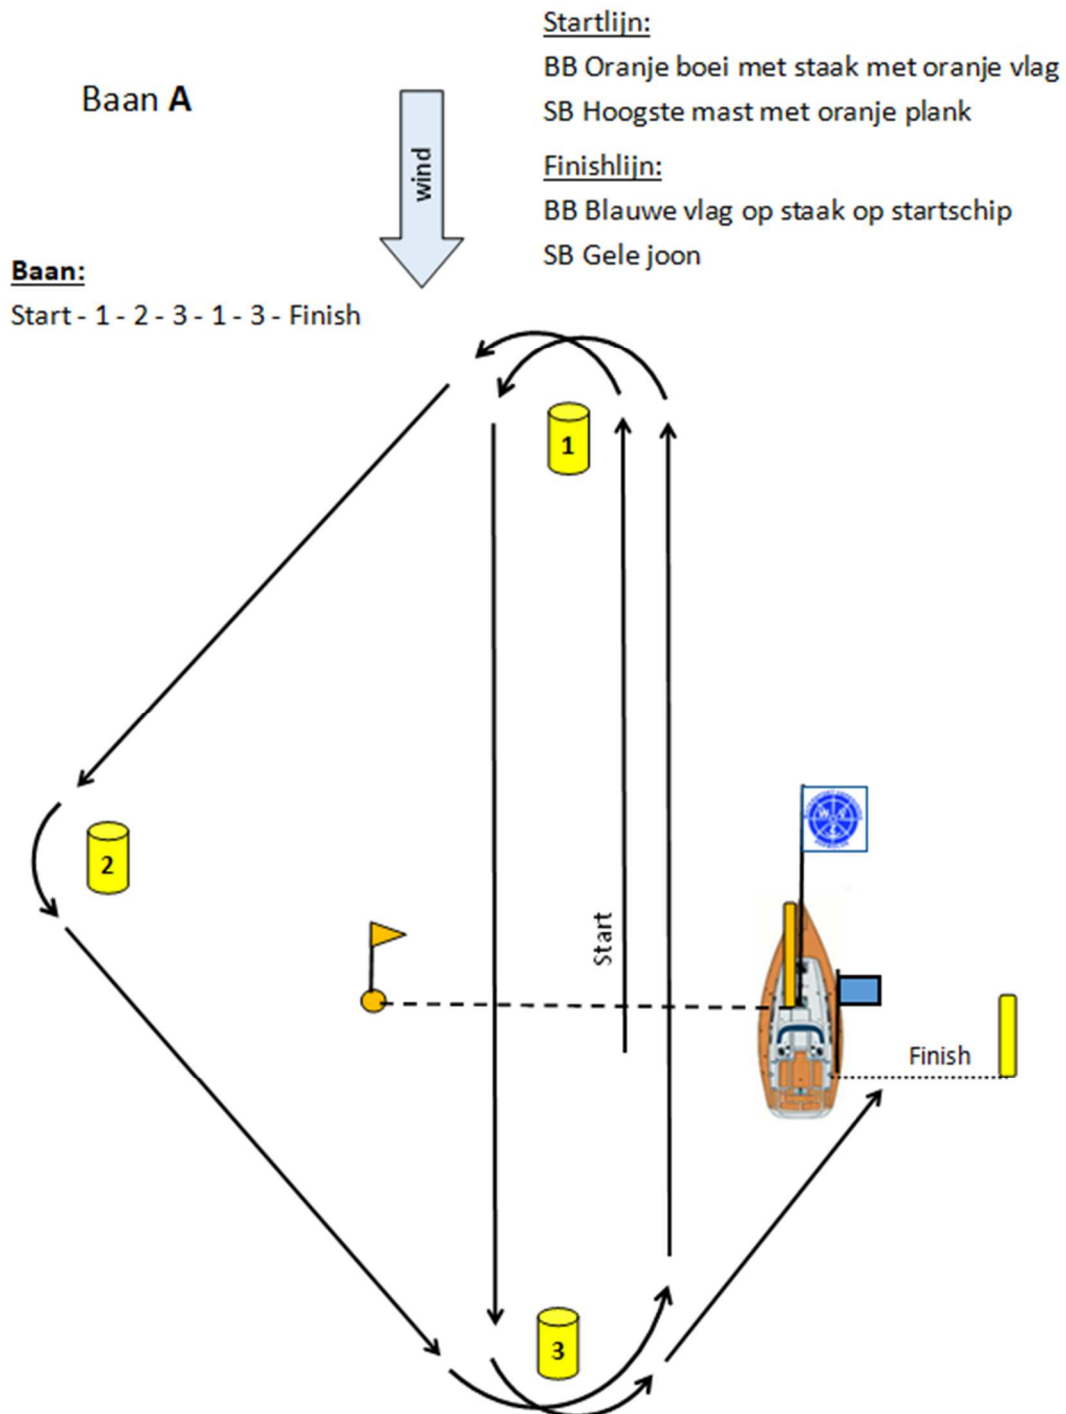 Startlijn:
BB Oranje boei met staak met oranje vlag
SB Hoogste mast met oranje plank
Baan A
wind
Finishlijn:
BB Blauwe vlag op staak op startschip
SB Gele joon
Baan:
Start - 1 - 2 - 3 - 1 - 3 - Finish
1
2
Start
Finish
3